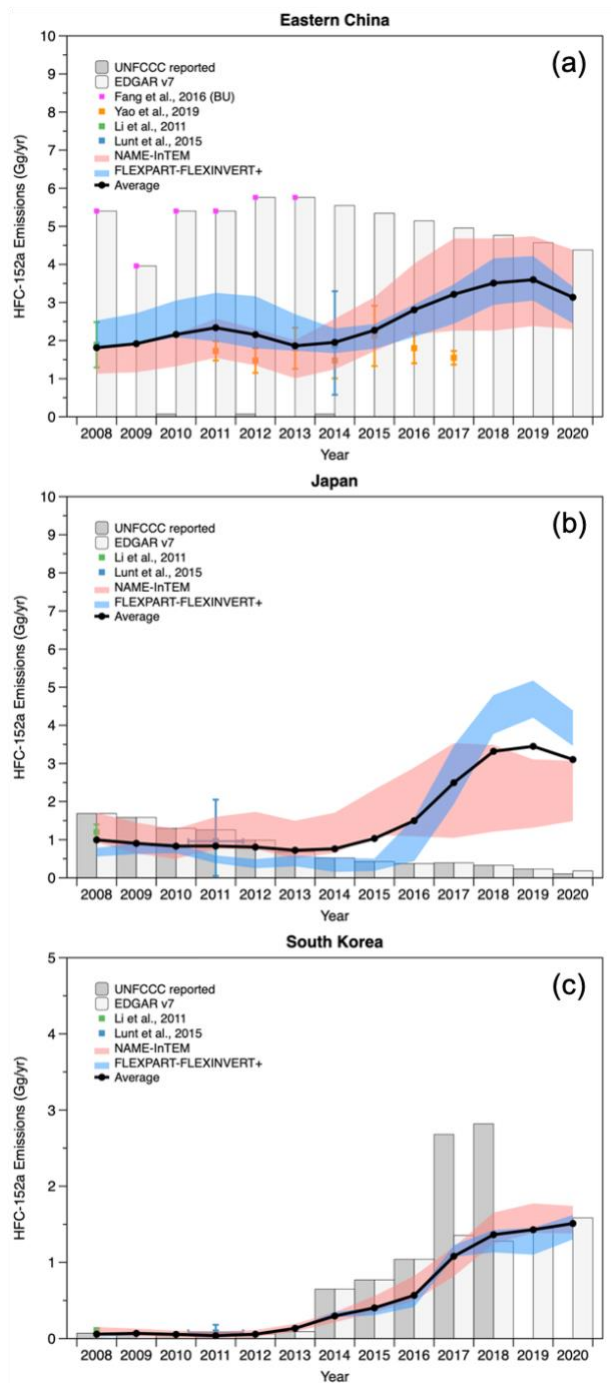 Eastern China
(a)
UNFCCC reported
EDGAR v7
Fang et al., 2016 (BU)
Yao et al., 2019
Li et al., 2011
Lunt et al., 2015
NAME-InTEM
FLEXPART-FLEXINVERT+
Average
HFC-152a Emissions (Gg/yr)
10
9
8
7
6
5
4
3
2
1
0
2008 2009 2010 2011 2012 2013 2014 2015 2016 2017 2018 2019 2020
Year
Japan
(b)
UNFCCC reported
EDGAR v7
Li et al., 2011
Lunt et al., 2015
NAME-InTEM
FLEXPART-FLEXINVERT+
Average
HFC-152a Emissions (Gg/yr)
10
9
8
7
6
5
4
3
2
1
0
2008 2009 2010 2011 2012 2013 2014 2015 2016 2017 2018 2019 2020
Year
South Korea
(c)
UNFCCC reported
EDGAR v7
Li et al., 2011
Lunt et al., 2015
NAME-InTEM
FLEXPART-FLEXINVERT+
Average
HFC-152a Emissions (Gg/yr)
5
4
3
2
1
0
2008 2009 2010 2011 2012 2013 2014 2015 2016 2017 2018 2019 2020
Year